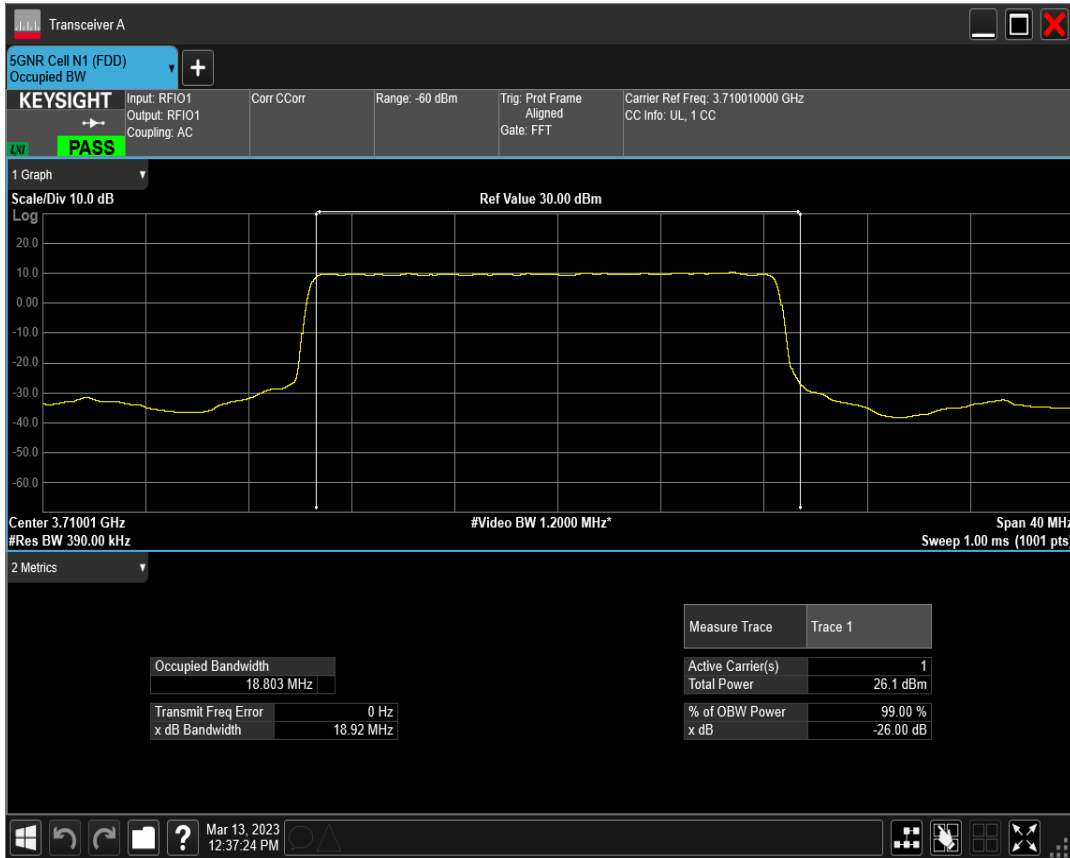 Transceiver A
5GNR Cell N1 (FDD)
Occupied BW
+
KEYSIGHT
LXI
PASS
Input: RFIO1
Output: RFIO1
Coupling: AC
Corr CCorr
Range: -60 dBm
Trig: Prot Frame
Aligned
Gate: FFT
Carrier Ref Freq: 3.710010000 GHz
CC Info: UL, 1 CC
1 Graph
Scale/Div 10.0 dB
Ref Value 30.00 dBm
Log
20.0
10.0
0.00
-10.0
-20.0
-30.0
-40.0
-50.0
-60.0
Center 3.71001 GHz
#Video BW 1.2000 MHz*
Span 40 MHz
#Res BW 390.00 kHz
Sweep 1.00 ms (1001 pts)
2 Metrics
Measure Trace
Trace 1
Occupied Bandwidth
18.803 MHz
Active Carrier(s) 1
Total Power 26.1 dBm
Transmit Freq Error 0 Hz
x dB Bandwidth 18.92 MHz
% of OBW Power 99.00 %
x dB -26.00 dB
?
Mar 13, 2023
12:37:24 PM